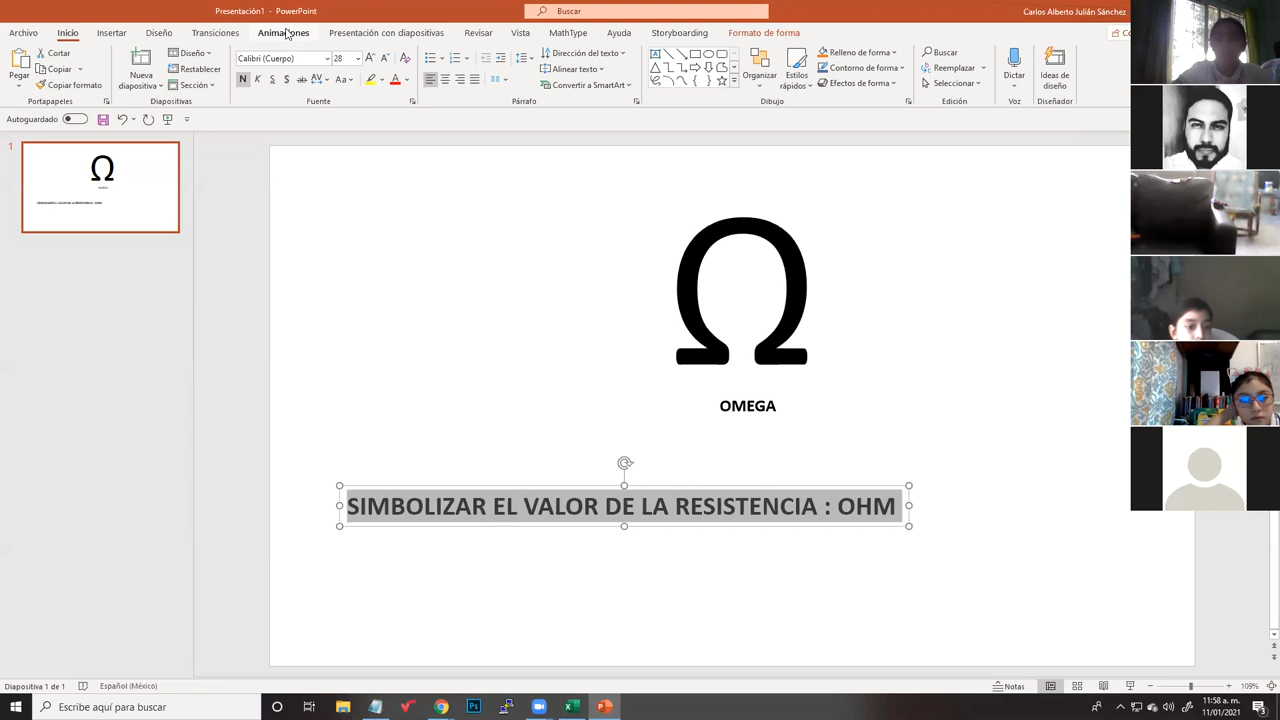 Presentación1 - PowerPoint
Buscar
Carlos Alberto Julián Sánchez
Archivo Inicio Insertar Diseño Transiciones Animaciones Presentación con diapositivas Revisar Vista MathType Ayuda Storyboarding Formato de forma
Pegar
Cortar
Copiar
Copiar formato
Portapapeles
Nueva
diapositiva
Diseño
Restablecer
Sección
Diapositivas
Calibri (Cuerpo) 28
N K S S ab AV Aa A
Fuente
Dirección del texto
Alinear texto
Convertir a SmartArt
Párrafo
Organizar
Estilos
rápidos
Relleno de forma
Contorno de forma
Efectos de forma
Dibujo
Buscar
Reemplazar
Seleccionar
Edición
Dictar
Voz
Ideas de
diseño
Diseñador
Autoguardado
1
Ω
OMEGA
SIMBOLIZAR EL VALOR DE LA RESISTENCIA : OHM
Diapositiva 1 de 1
Español (México)
Notas
109%
Escribe aquí para buscar
11:58 a. m.
11/01/2021